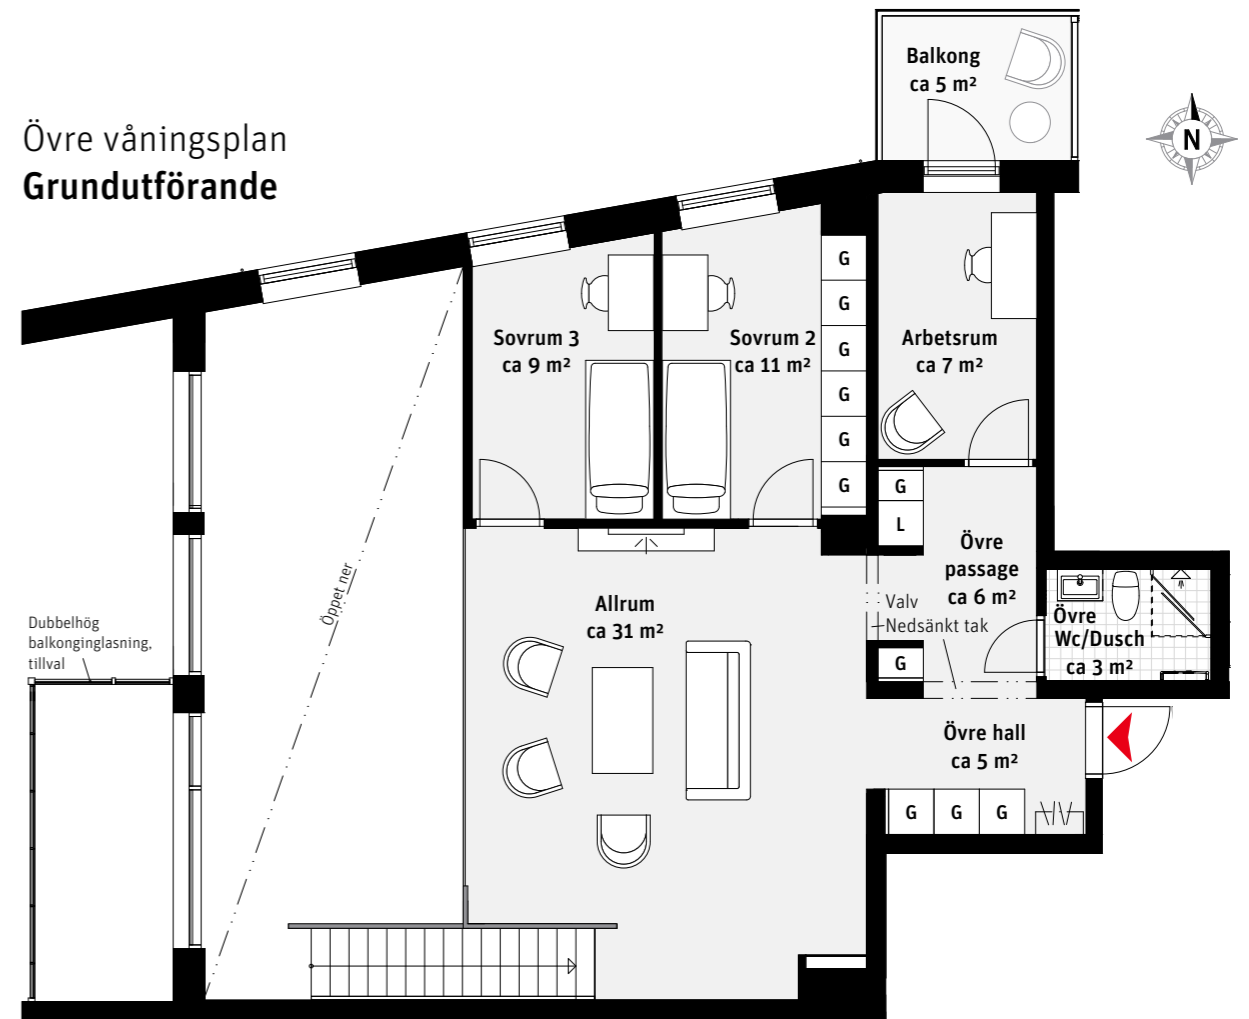 Övre våningsplan
Grundutförande
Balkong
ca 5 m²
N
Sovrum 3
ca 9 m²
Sovrum 2
ca 11 m²
G
G
G
G
G
G
Arbetsrum
ca 7 m²
G
L
Övre
passage
ca 6 m²
Valv
Nedsänkt tak
G
Övre
Wc/Dusch
ca 3 m²
Öppet ner
Allrum
ca 31 m²
Dubbelhög
balkonginglasning,
tillval
Övre hall
ca 5 m²
G
G
G